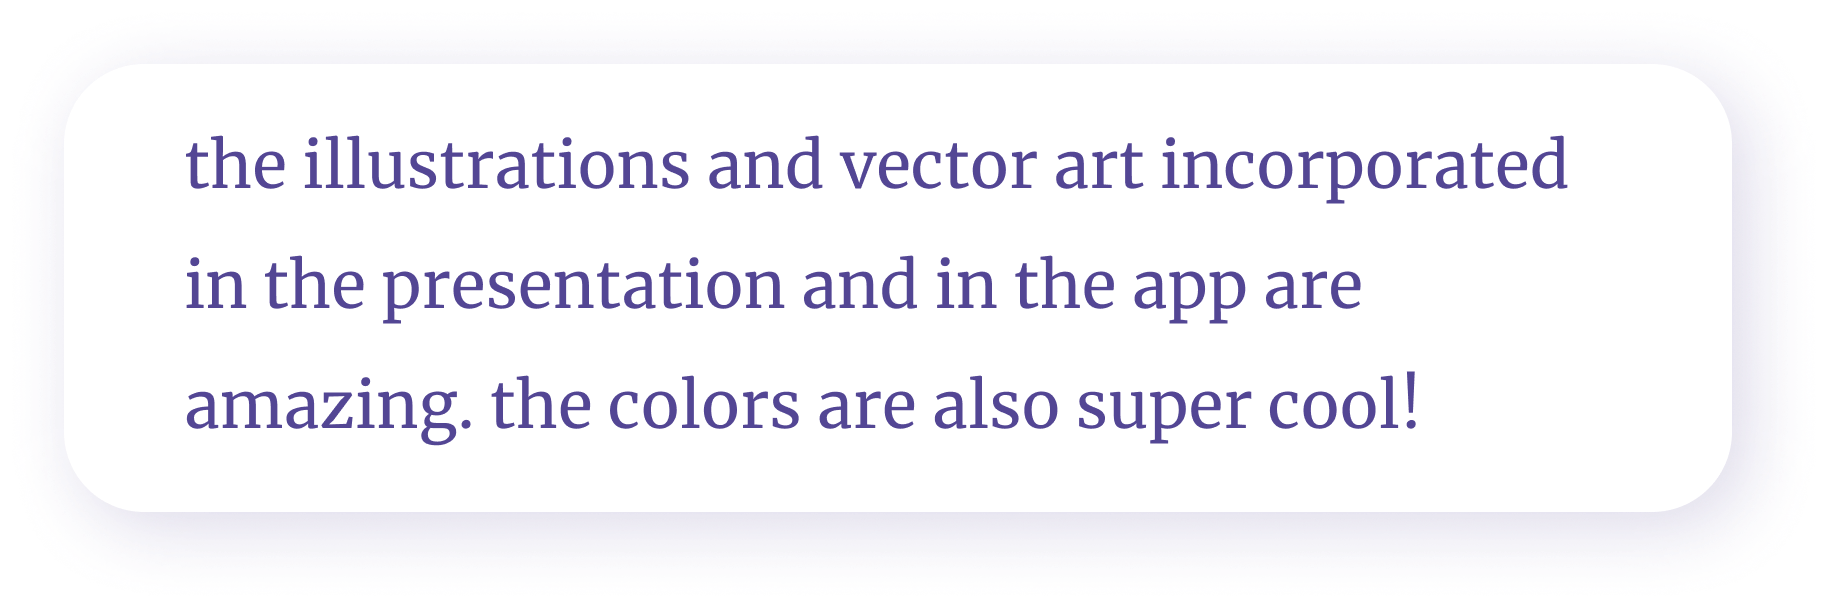 the illustrations and vector art incorporated
in the presentation and in the app are
amazing. the colors are also super cool!